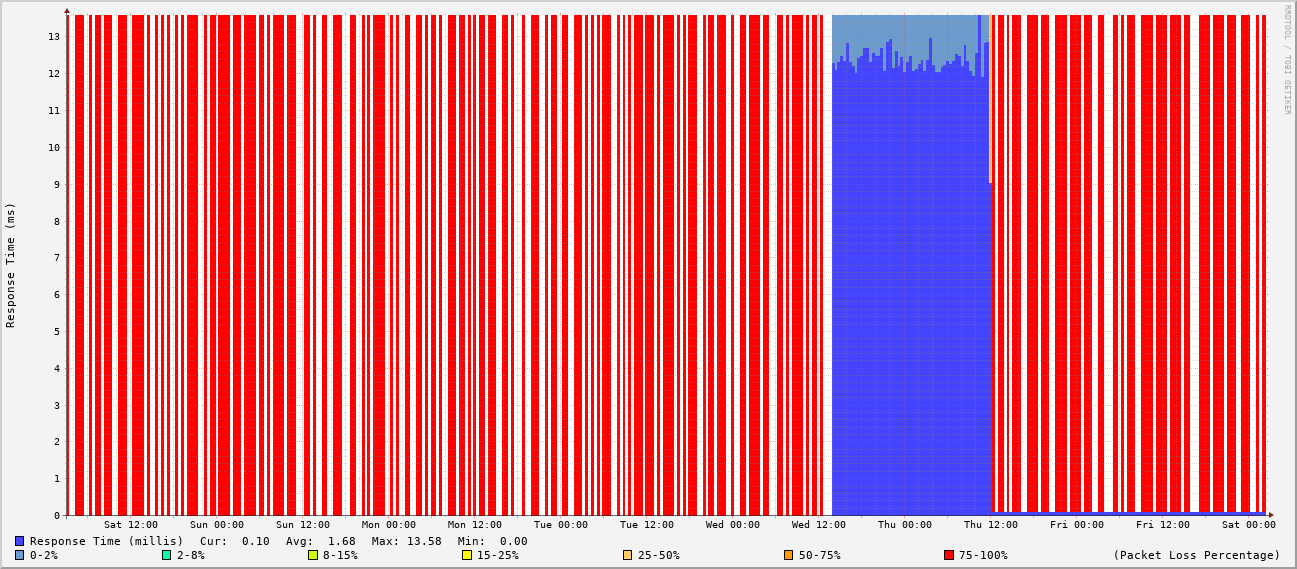 RRDTOOL / TOBI OETIKER
Response Time (ms)
13
12
11
10
9
8
7
6
5
4
3
2
1
0
Sat 12:00 Sun 00:00 Sun 12:00 Mon 00:00 Mon 12:00 Tue 00:00 Tue 12:00 Wed 00:00 Wed 12:00 Thu 00:00 Thu 12:00 Fri 00:00 Fri 12:00 Sat 00:00
Response Time (millis) Cur: 0.10 Avg: 1.68 Max: 13.58 Min: 0.00
0-2% 2-8% 8-15% 15-25% 25-50% 50-75% 75-100% (Packet Loss Percentage)